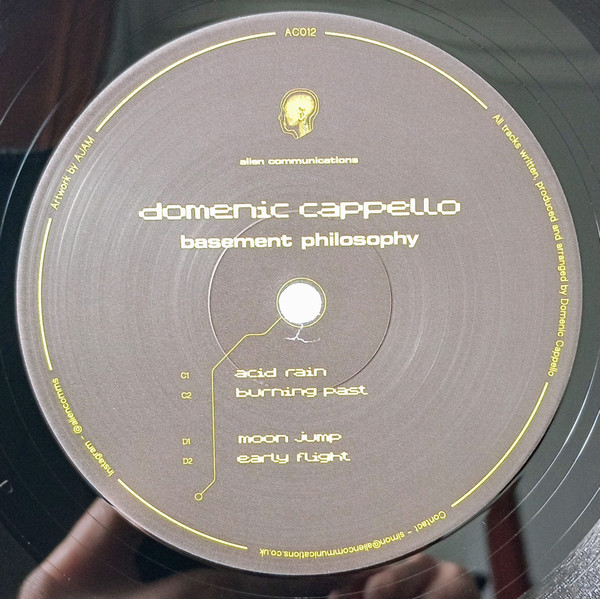 AC012
alien communications
domenic cappello
basement philosophy
C1 acid rain
C2 burning past
D1 moon jump
D2 early flight
Artwork by AJAM
All tracks written, produced and arranged by Domenic Cappello
Instagram - @aliencomms
Contact - simon@aliencommunications.co.uk